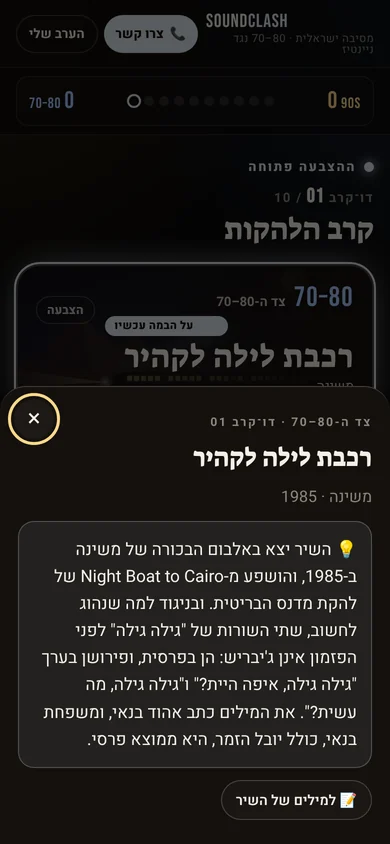 SOUNDCLASH
מסיבה ישראלית · 70–80 נגד
ניינטיז
📞 צרו קשר
הערב שלי
0 90S
70-80 0
ההצבעה פתוחה
דו־קרב 01 / 10
קרב הלהקות
70–80 צד ה-70–80
הצבעה
על הבמה עכשיו
רכבת לילה לקהיר
משינה
×
צד ה-70–80 · דו־קרב 01
רכבת לילה לקהיר
משינה · 1985
💡 השיר יצא באלבום הבכורה של משינה
ב-1985, והושפע מ-Night Boat to Cairo של
להקת מדנס הבריטית. ובניגוד למה שנהוג
לחשוב, שתי השורות של "גילה גילה" לפני
הפזמון אינן ג'יבריש: הן בפרסית, ופירושן בערך
"גילה גילה, איפה היית?" ו"גילה גילה, מה
עשית?". את המילים כתב אהוד בנאי, ומשפחת
בנאי, כולל יובל הזמר, היא ממוצא פרסי.
📝 למילים של השיר